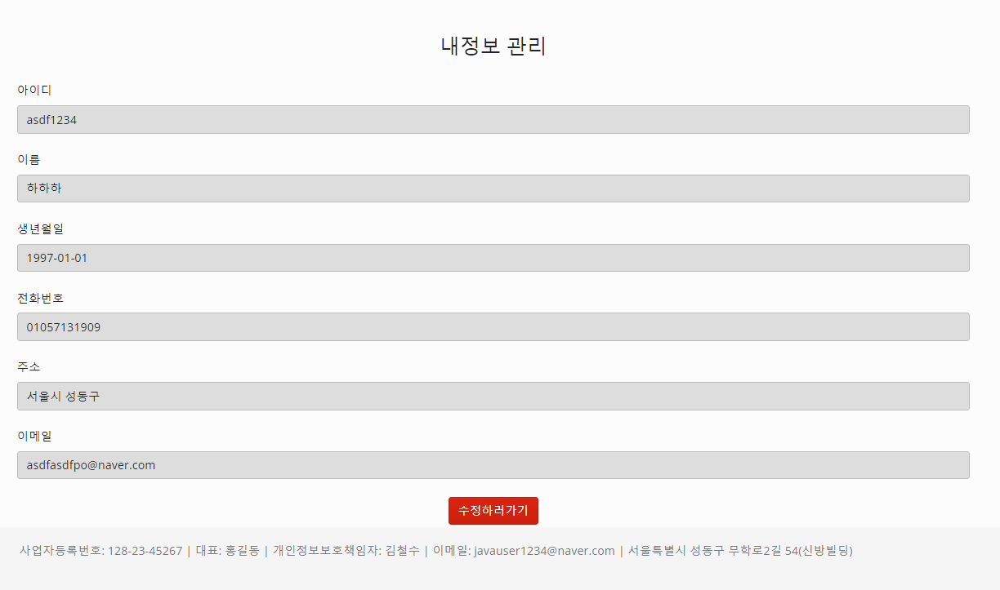 내정보 관리
아이디
asdf1234
이름
하하하
생년월일
1997-01-01
전화번호
01057131909
주소
서울시 성동구
이메일
asdfasdfpo@naver.com
수정하러가기
사업자등록번호: 128-23-45267 | 대표: 홍길동 | 개인정보보호책임자: 김철수 | 이메일: javauser1234@naver.com | 서울특별시 성동구 무학로2길 54(신방빌딩)